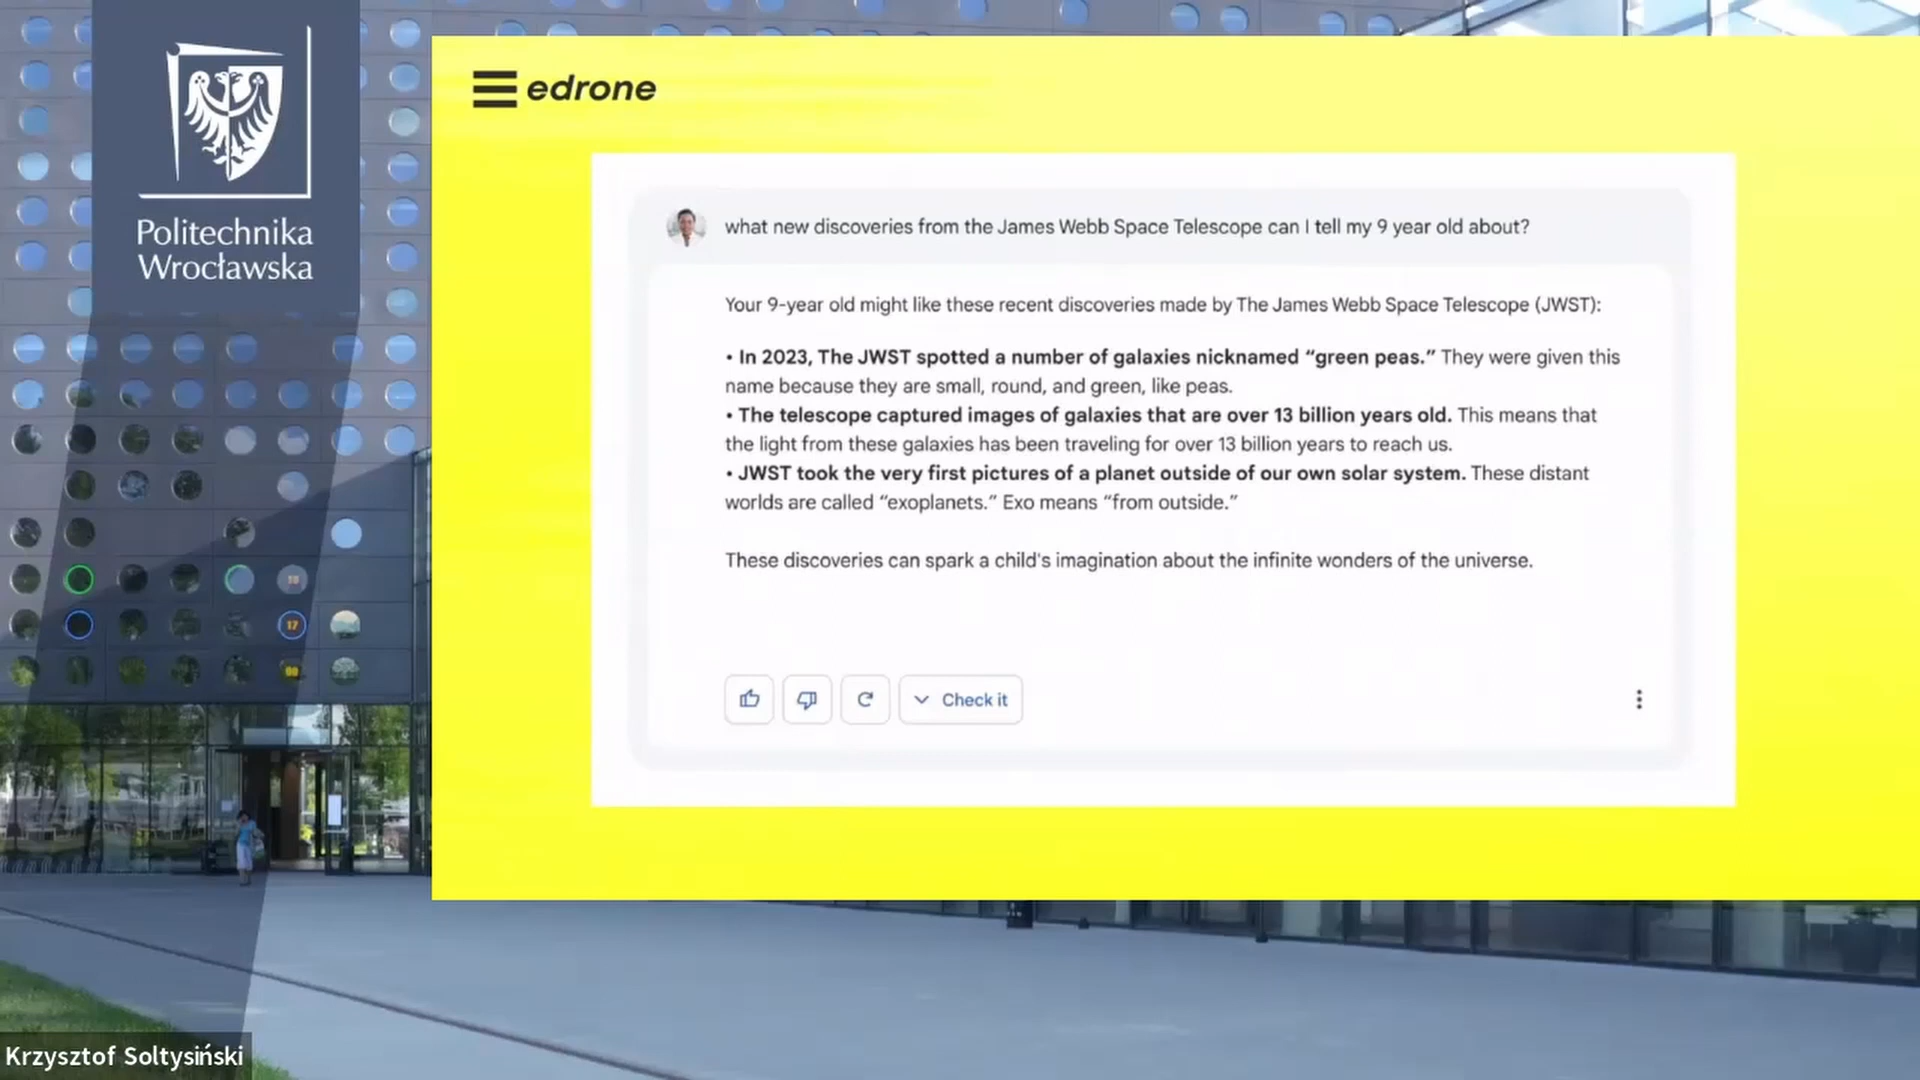 Politechnika
Wrocławska
edrone
what new discoveries from the James Webb Space Telescope can I tell my 9 year old about?
Your 9-year old might like these recent discoveries made by The James Webb Space Telescope (JWST):
• In 2023, The JWST spotted a number of galaxies nicknamed “green peas.” They were given this
name because they are small, round, and green, like peas.
• The telescope captured images of galaxies that are over 13 billion years old. This means that
the light from these galaxies has been traveling for over 13 billion years to reach us.
• JWST took the very first pictures of a planet outside of our own solar system. These distant
worlds are called “exoplanets.” Exo means “from outside.”
These discoveries can spark a child's imagination about the infinite wonders of the universe.
Check it
17
Krzysztof Soltysiński